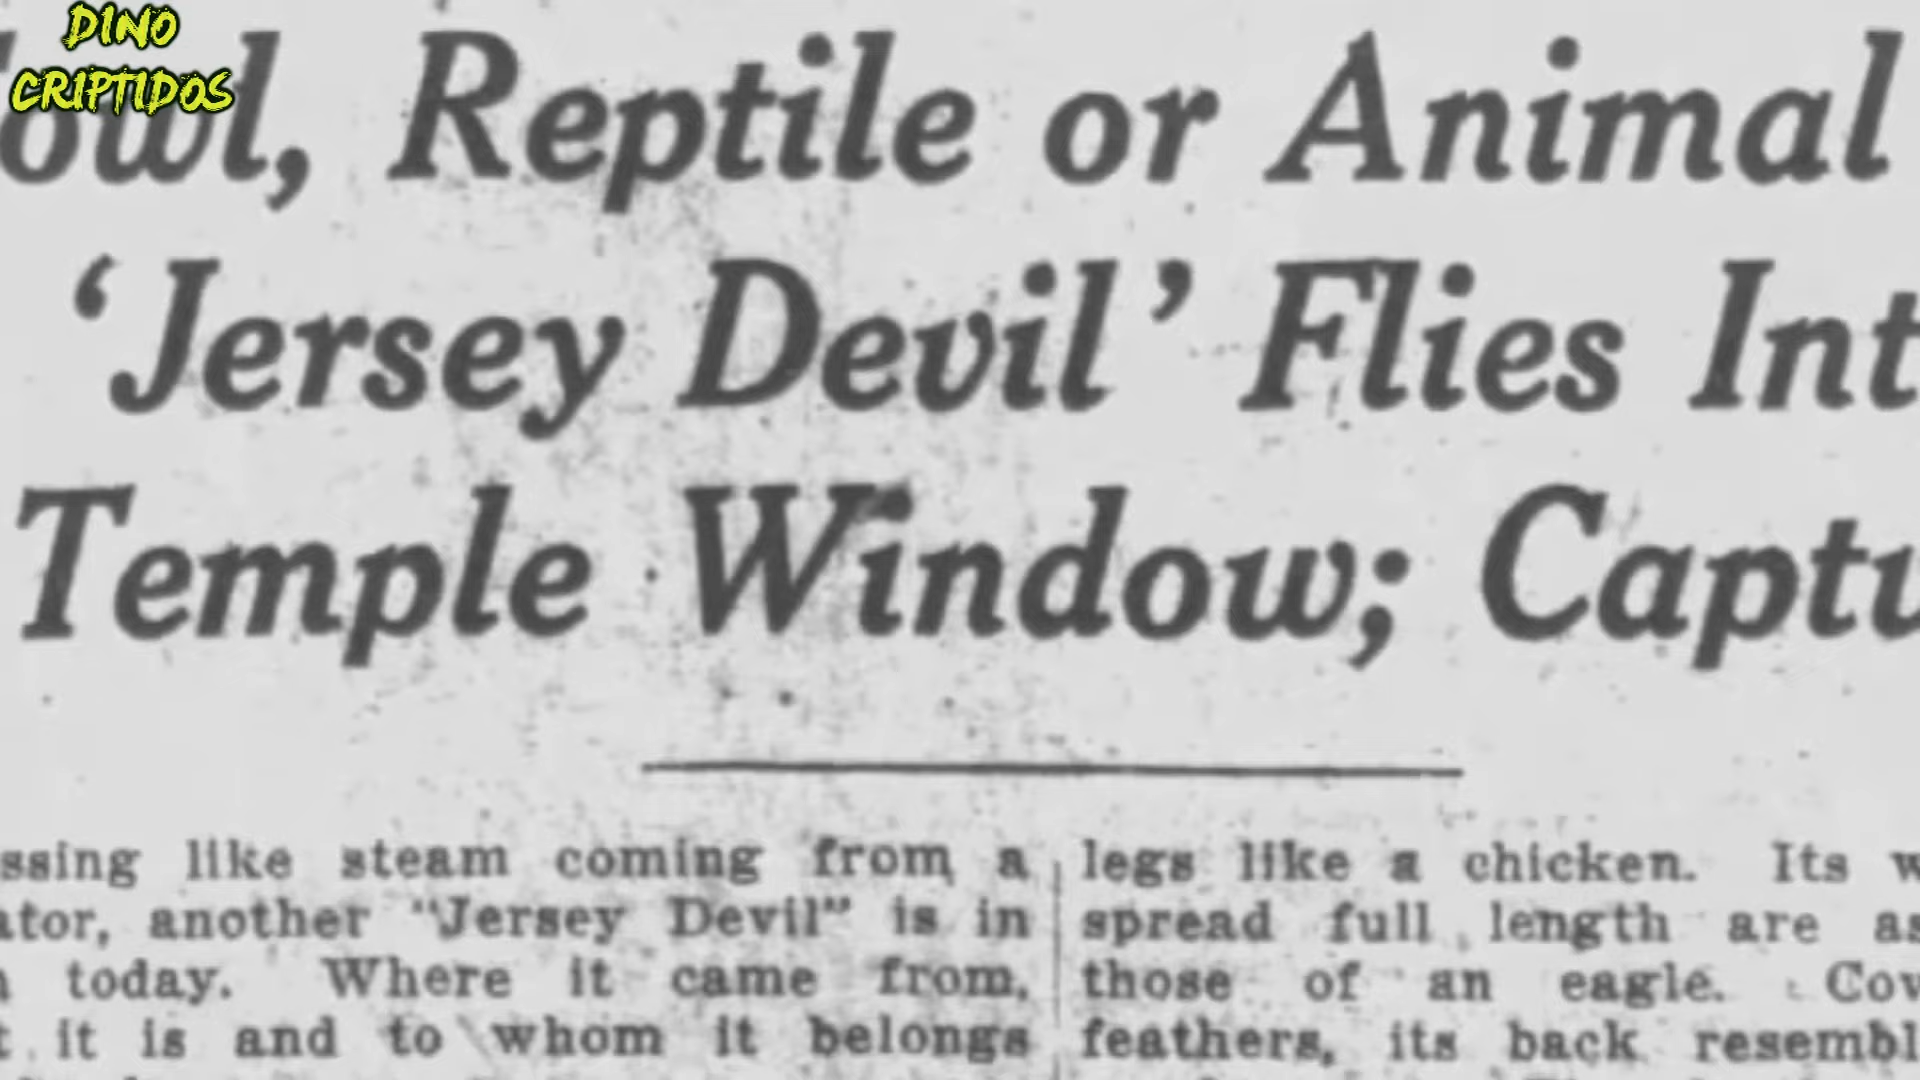 DINO
CRIPTIDOS
owl, Reptile or Animal
‘Jersey Devil’ Flies Int
Temple Window; Captu
ssing like steam coming from a
ator, another "Jersey Devil" is in
today. Where it came from,
it is and to whom it belongs
legs like a chicken. Its w
spread full length are as
those of an eagle. Cov
feathers, its back resembl